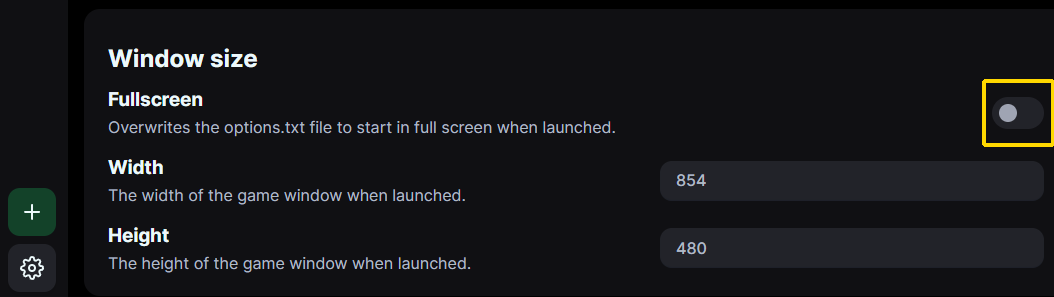 Window size
Fullscreen
Overwrites the options.txt file to start in full screen when launched.
Width
The width of the game window when launched.
854
Height
The height of the game window when launched.
480